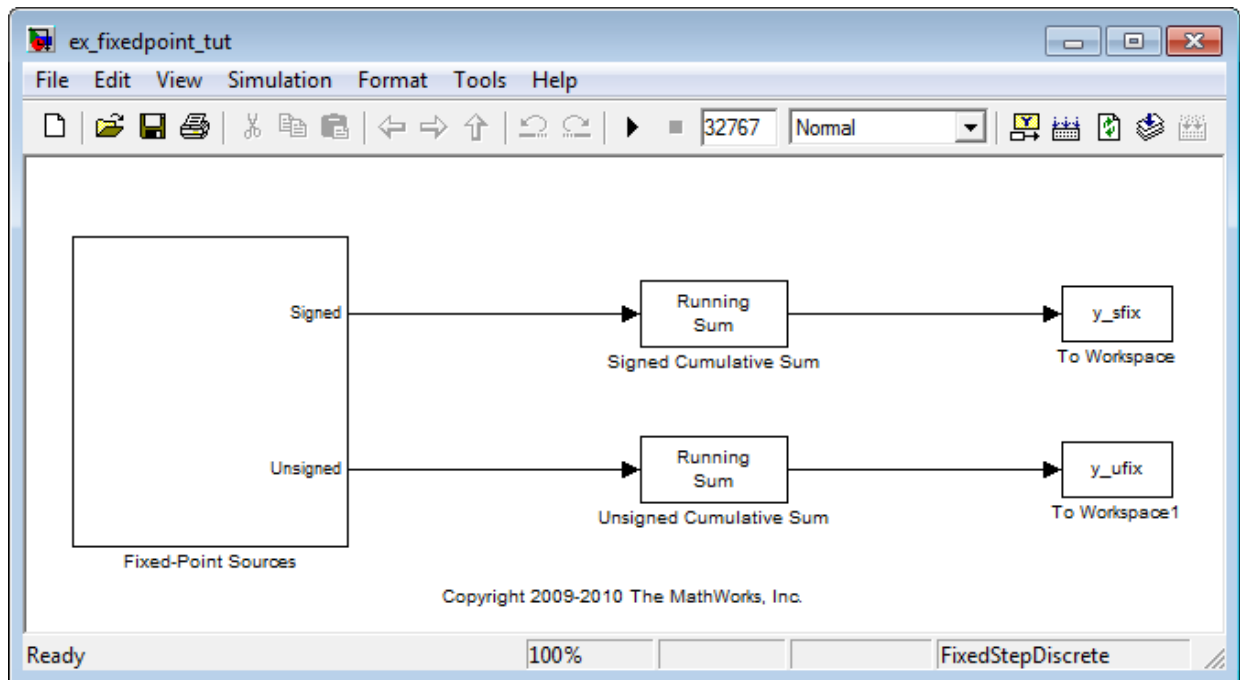 ex_fixedpoint_tut
File Edit View Simulation Format Tools Help
32767 Normal
Signed
Running
Sum
Signed Cumulative Sum
y_sfix
To Workspace
Unsigned
Running
Sum
Unsigned Cumulative Sum
y_ufix
To Workspace1
Fixed-Point Sources
Copyright 2009-2010 The MathWorks, Inc.
Ready 100% FixedStepDiscrete